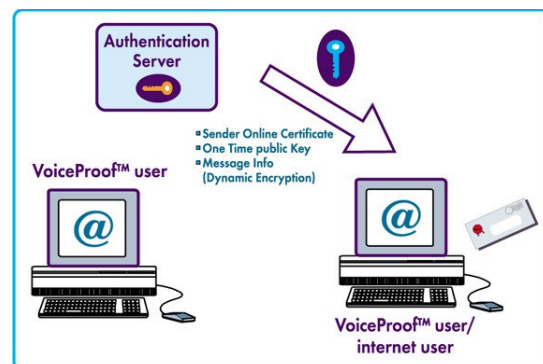 Authentication
Server
▪Sender Online Certificate
▪One Time public Key
▪Message Info
(Dynamic Encryption)
VoiceProof™ user
@
@
VoiceProof™ user/
internet user